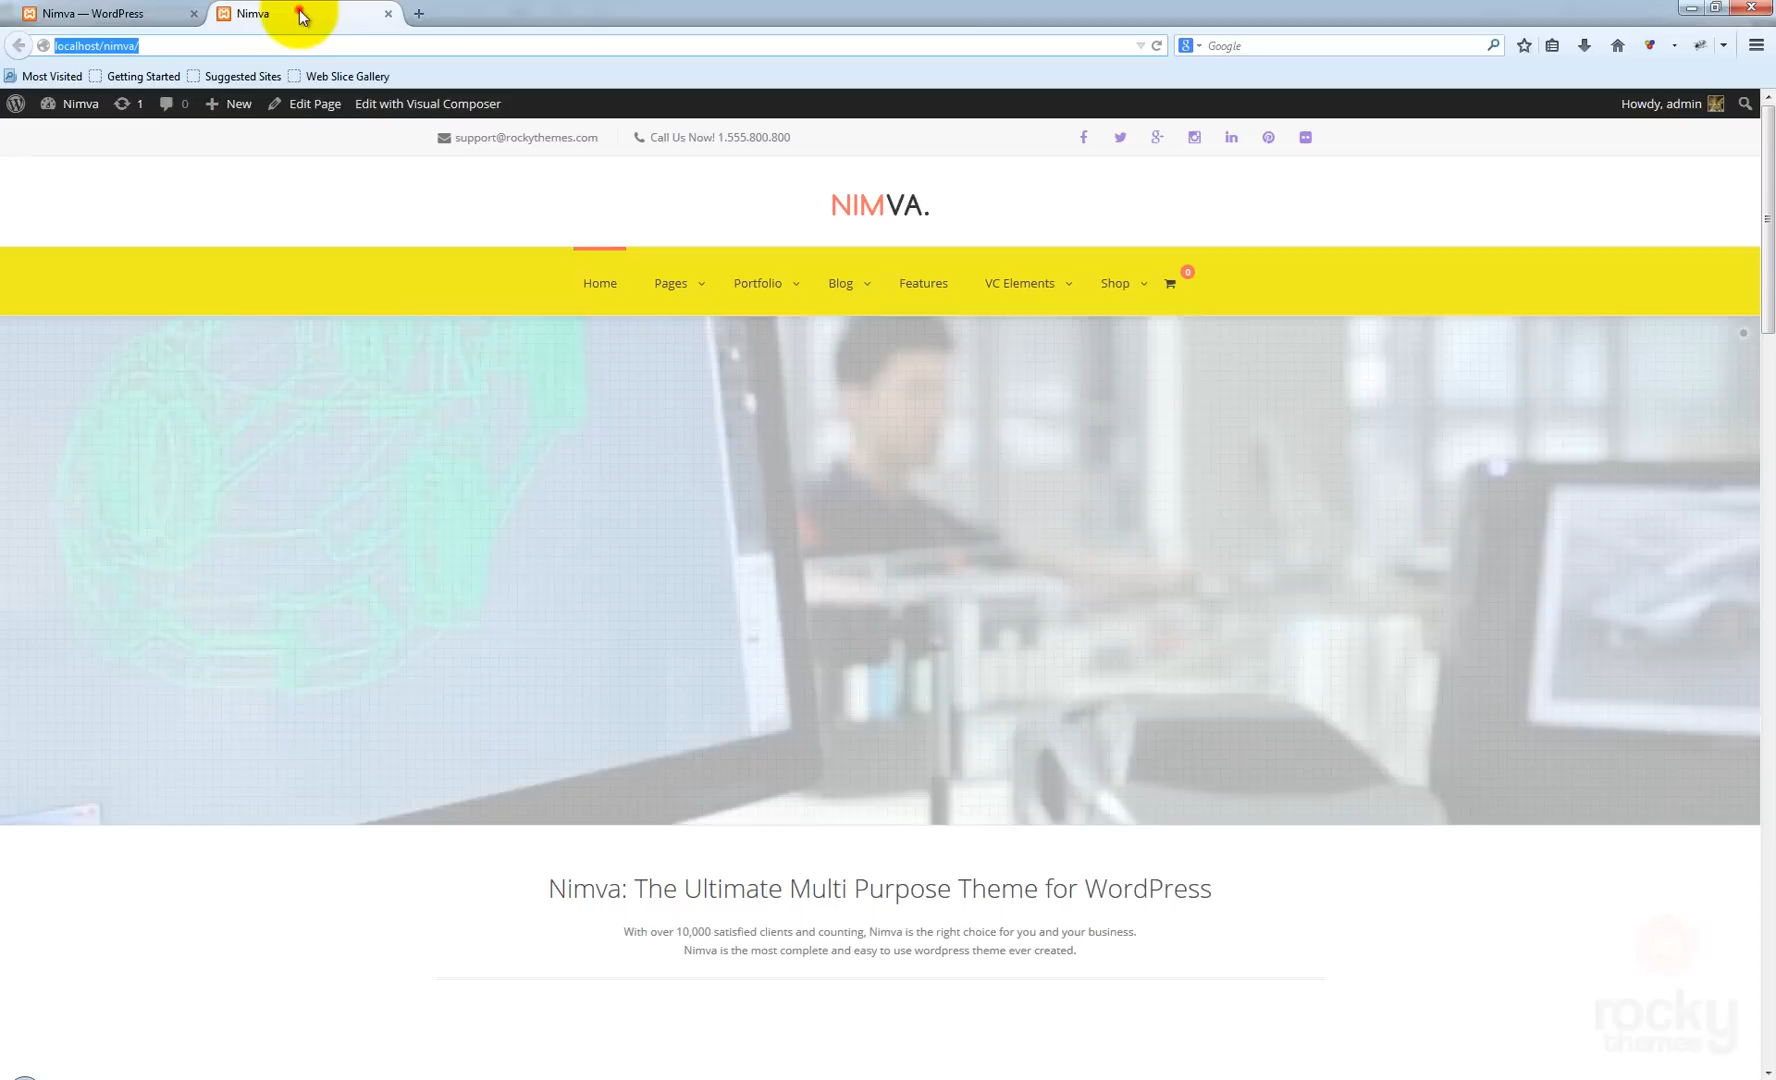 Nimva — WordPress
Nimva
localhost/nimva/
Google
Most Visited Getting Started Suggested Sites Web Slice Gallery
Nimva 1 0 New Edit Page Edit with Visual Composer Howdy, admin
support@rockythemes.com Call Us Now! 1.555.800.800
NIMVA.
Home Pages Portfolio Blog Features VC Elements Shop 0
Nimva: The Ultimate Multi Purpose Theme for WordPress
With over 10,000 satisfied clients and counting, Nimva is the right choice for you and your business.
Nimva is the most complete and easy to use wordpress theme ever created.
rocky
themes